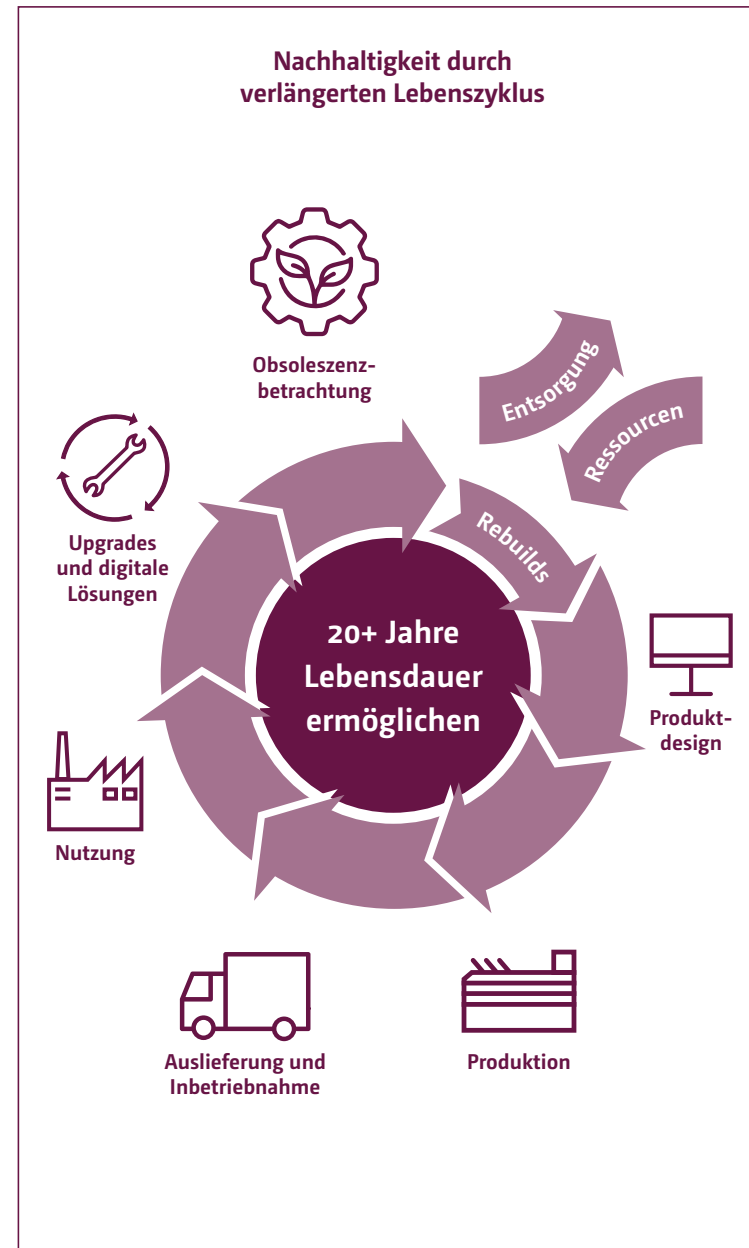 Nachhaltigkeit durch
verlängerten Lebenszyklus
Obsoleszenz-
betrachtung
Entsorgung
Ressourcen
Rebuilds
Upgrades
und digitale
Lösungen
20+ Jahre
Lebensdauer
ermöglichen
Produkt-
design
Nutzung
Auslieferung und
Inbetriebnahme
Produktion